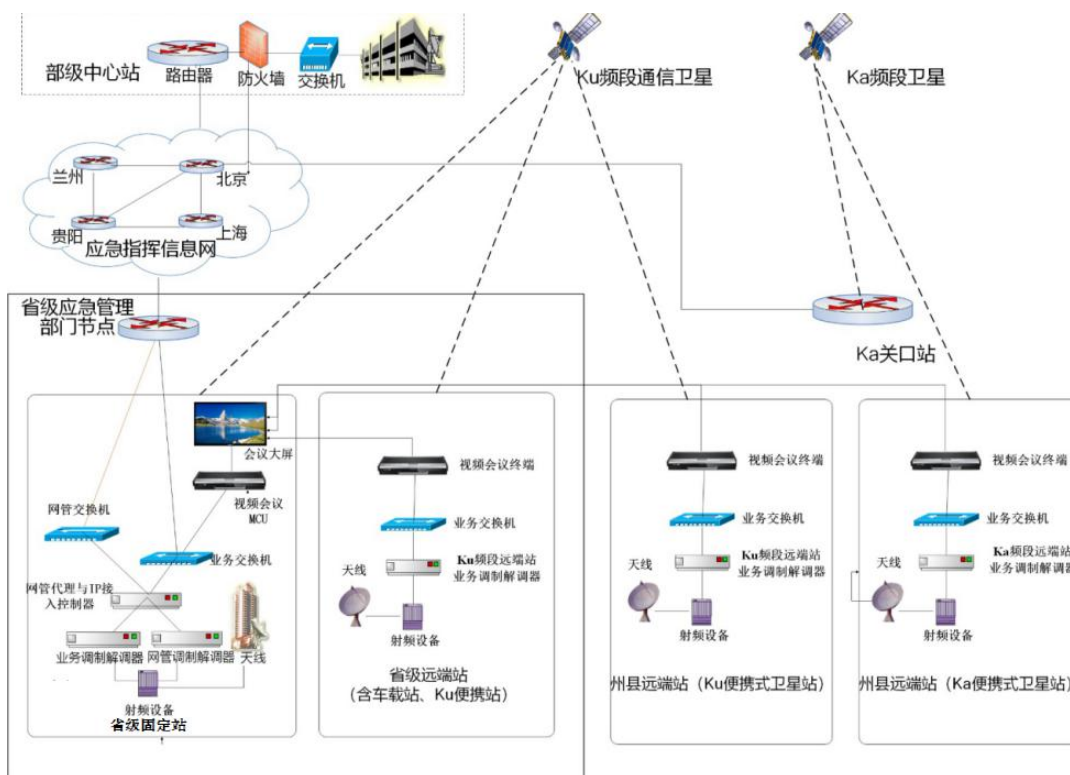 部级中心站
路由器
防火墙
交换机
Ku频段通信卫星
Ka频段卫星
兰州
北京
贵阳
上海
应急指挥信息网
省级应急管理
部门节点
Ka关口站
会议大屏
视频会议
MCU
网管交换机
业务交换机
网管代理与IP接
入控制器
业务调制解调器
网管调制解调器
天线
射频设备
省级固定站
视频会议终端
业务交换机
Ku频段远端站
业务调制解调器
天线
射频设备
省级远端站
(含车载站、Ku便携站)
视频会议终端
业务交换机
Ku频段远端站
业务调制解调器
天线
射频设备
州县远端站（Ku便携式卫星站）
视频会议终端
业务交换机
Ka频段远端站
业务调制解调器
天线
射频设备
州县远端站（Ka便携式卫星站）